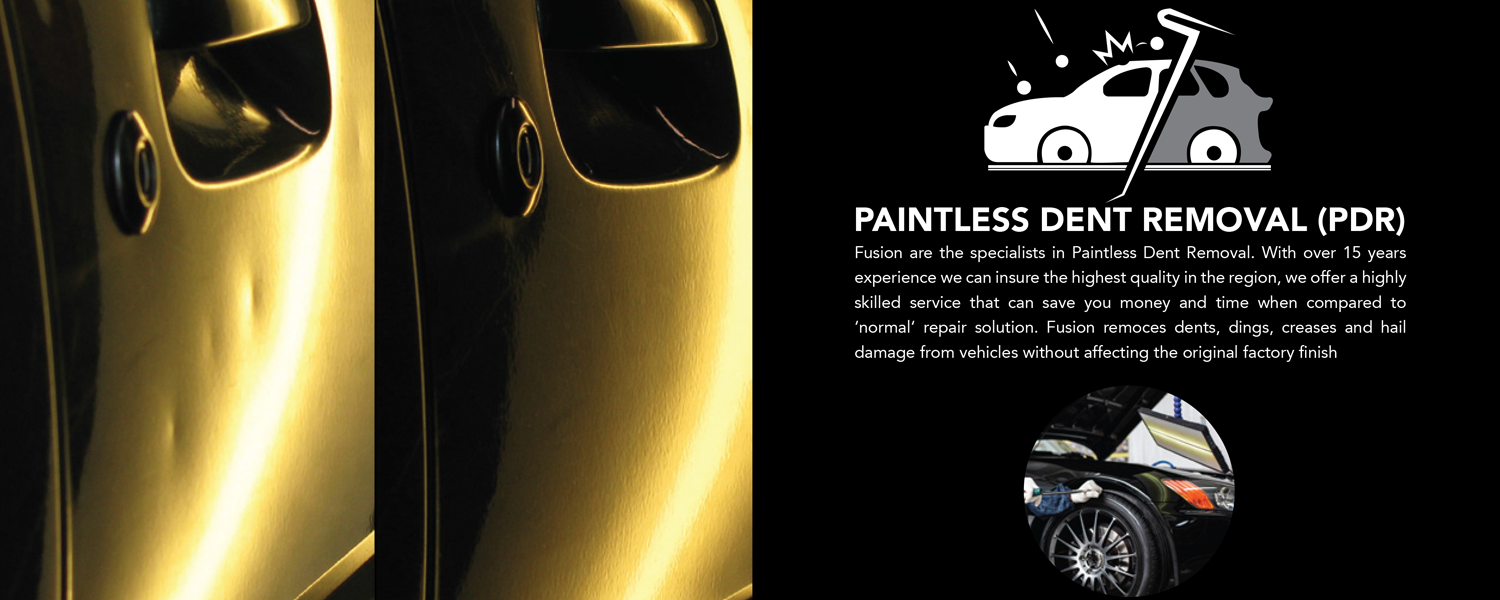 PAINTLESS DENT REMOVAL (PDR)
Fusion are the specialists in Paintless Dent Removal. With over 15 years
experience we can insure the highest quality in the region, we offer a highly
skilled service that can save you money and time when compared to
‘normal’ repair solution. Fusion remoces dents, dings, creases and hail
damage from vehicles without affecting the original factory finish